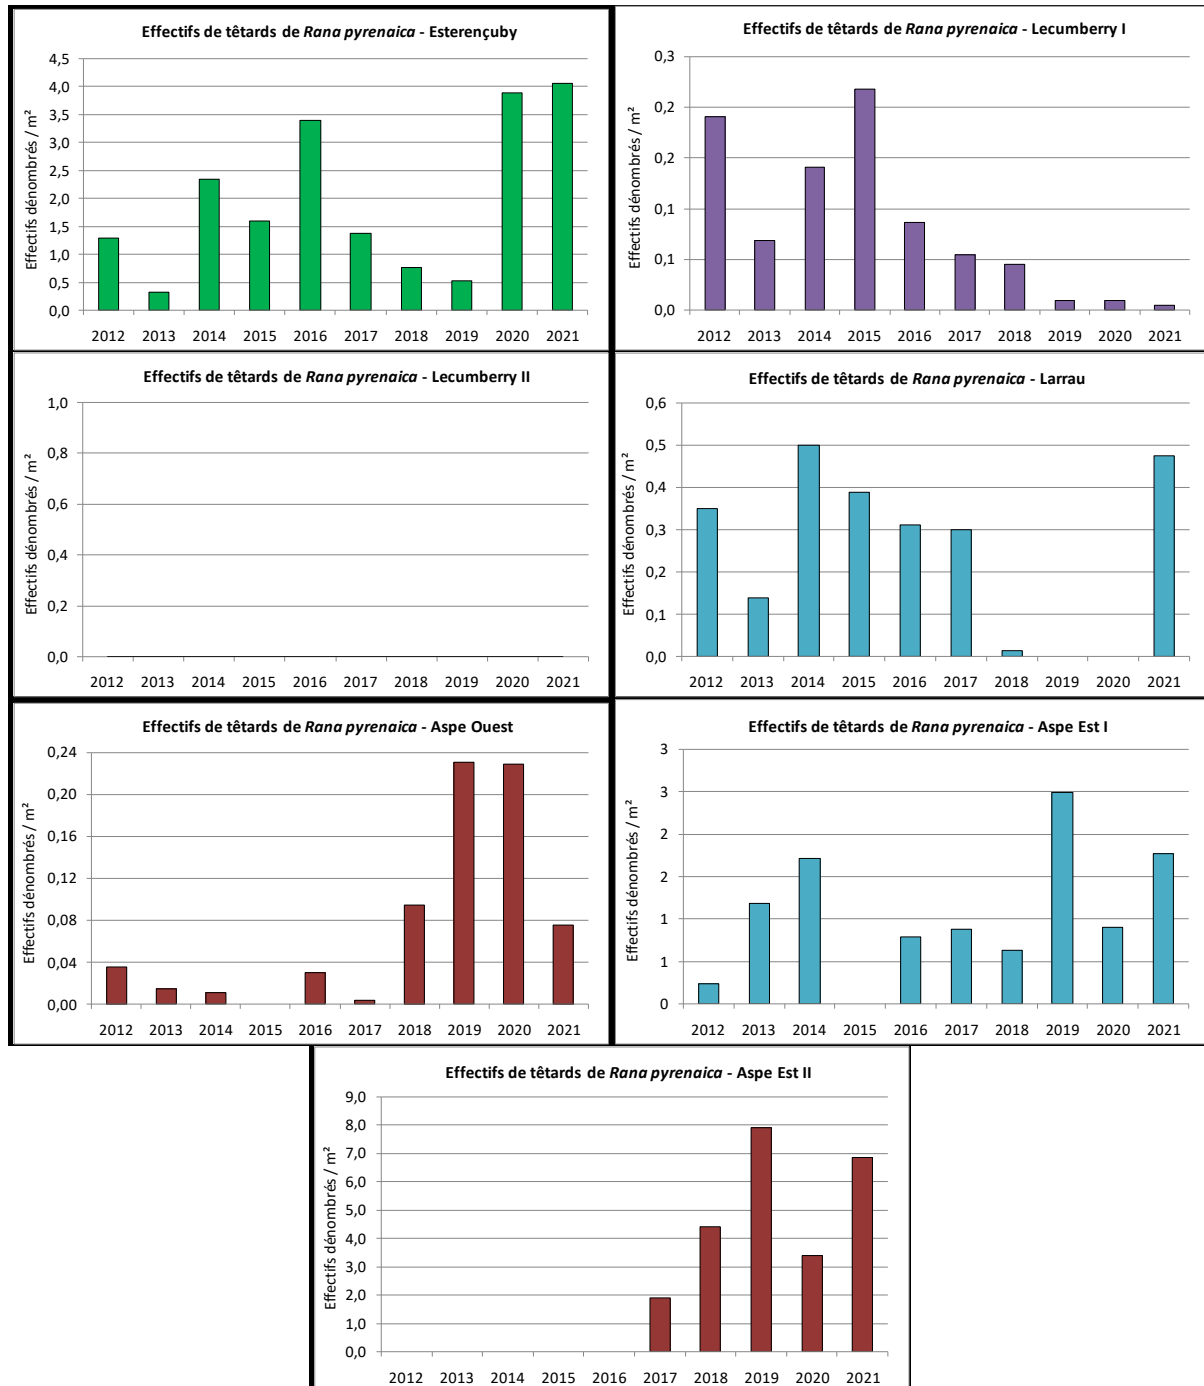 Effectifs de têtards de Rana pyrenaica - Esterençuby
Effectifs dénombrés / m²
4,5
4,0
3,5
3,0
2,5
2,0
1,5
1,0
0,5
0,0
2012 2013 2014 2015 2016 2017 2018 2019 2020 2021
Effectifs de têtards de Rana pyrenaica - Lecumberry I
Effectifs dénombrés / m²
0,3
0,2
0,2
0,1
0,1
0,0
2012 2013 2014 2015 2016 2017 2018 2019 2020 2021
Effectifs de têtards de Rana pyrenaica - Lecumberry II
Effectifs dénombrés / m²
1,0
0,8
0,6
0,4
0,2
0,0
2012 2013 2014 2015 2016 2017 2018 2019 2020 2021
Effectifs de têtards de Rana pyrenaica - Larrau
Effectifs dénombrés / m²
0,6
0,5
0,4
0,3
0,2
0,1
0,0
2012 2013 2014 2015 2016 2017 2018 2019 2020 2021
Effectifs de têtards de Rana pyrenaica - Aspe Ouest
Effectifs dénombrés / m²
0,24
0,20
0,16
0,12
0,08
0,04
0,00
2012 2013 2014 2015 2016 2017 2018 2019 2020 2021
Effectifs de têtards de Rana pyrenaica - Aspe Est I
Effectifs dénombrés / m²
3
3
2
2
1
1
0
2012 2013 2014 2015 2016 2017 2018 2019 2020 2021
Effectifs de têtards de Rana pyrenaica - Aspe Est II
Effectifs dénombrés / m²
9,0
8,0
7,0
6,0
5,0
4,0
3,0
2,0
1,0
0,0
2012 2013 2014 2015 2016 2017 2018 2019 2020 2021